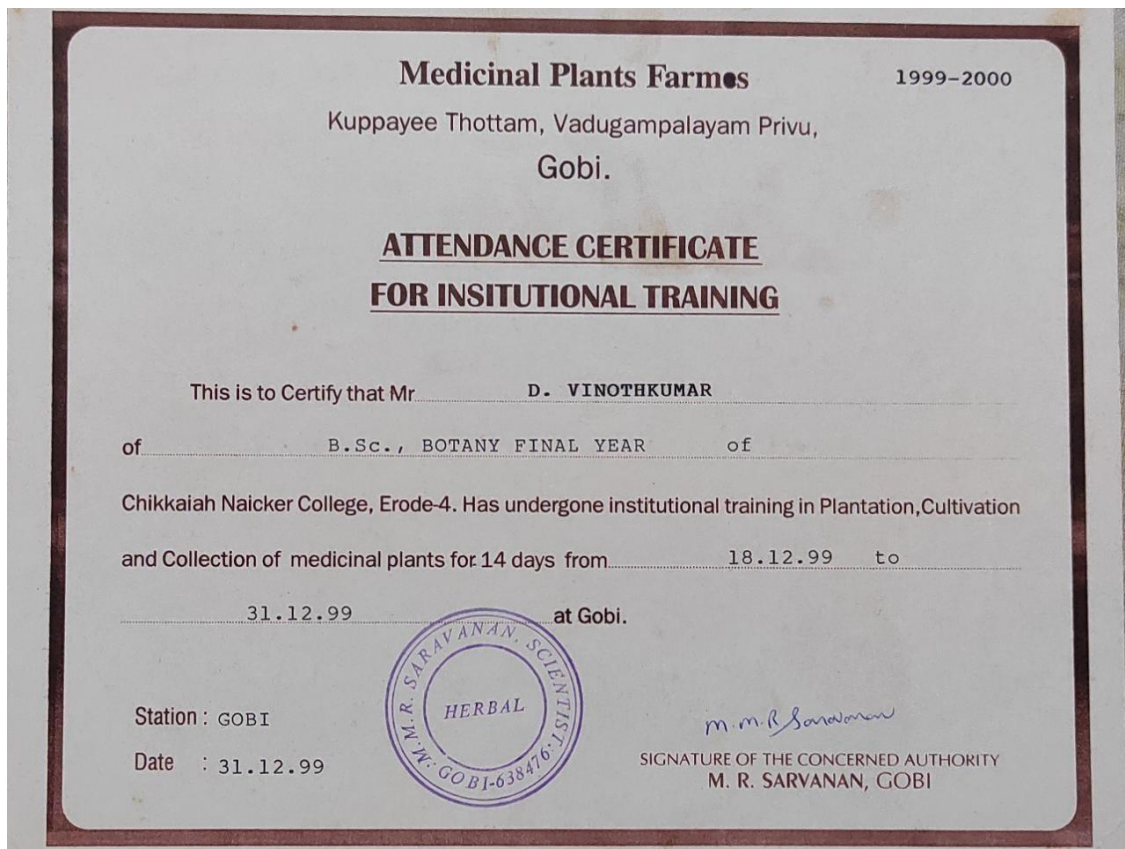 Medicinal Plants Farmes
1999-2000
Kuppayee Thottam, Vadugampalayam Privu,
Gobi.
ATTENDANCE CERTIFICATE
FOR INSITUTIONAL TRAINING
This is to Certify that Mr D. VINOTHKUMAR
of B.Sc., BOTANY FINAL YEAR of
Chikkaiah Naicker College, Erode-4. Has undergone institutional training in Plantation,Cultivation
and Collection of medicinal plants for 14 days from 18.12.99 to
31.12.99 at Gobi.
M.M.R. SARAVANAN, SCIENTIST:
HERBAL
GOBI-638476:
Station : GOBI
Date : 31.12.99
m.m.R Saravanan
SIGNATURE OF THE CONCERNED AUTHORITY
M. R. SARVANAN, GOBI